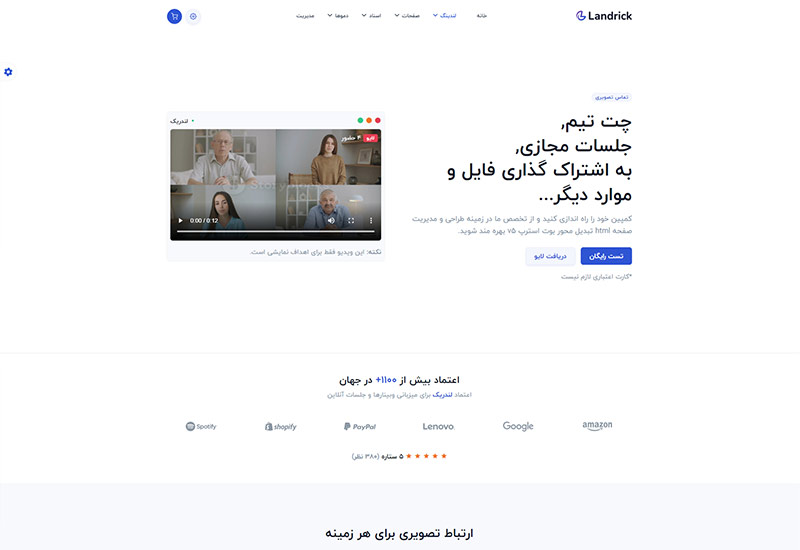 Landrick
خانه
لندینگ
صفحات
اسناد
دموها
مدیریت
تماس تصویری
چت تیم,
جلسات مجازی,
به اشتراک گذاری فایل و
موارد دیگر...
کمپین خود را راه اندازی کنید و از تخصص ما در زمینه طراحی و مدیریت
صفحه html تبدیل محور بوت استرپ v5 بهره مند شوید.
تست رایگان
دریافت لایو
*کارت اعتباری لازم نیست
لندریک
لایو
۴ حضور
0:00 / 0:12
نکته: این ویدیو فقط برای اهداف نمایشی است.
اعتماد بیش از ۱۱۰۰+ در جهان
اعتماد لندریک برای میزبانی وبینارها و جلسات آنلاین
amazon
Google
Lenovo
PayPal
shopify
Spotify
۵ ستاره (۳۸۰ نظر)
ارتباط تصویری برای هر زمینه